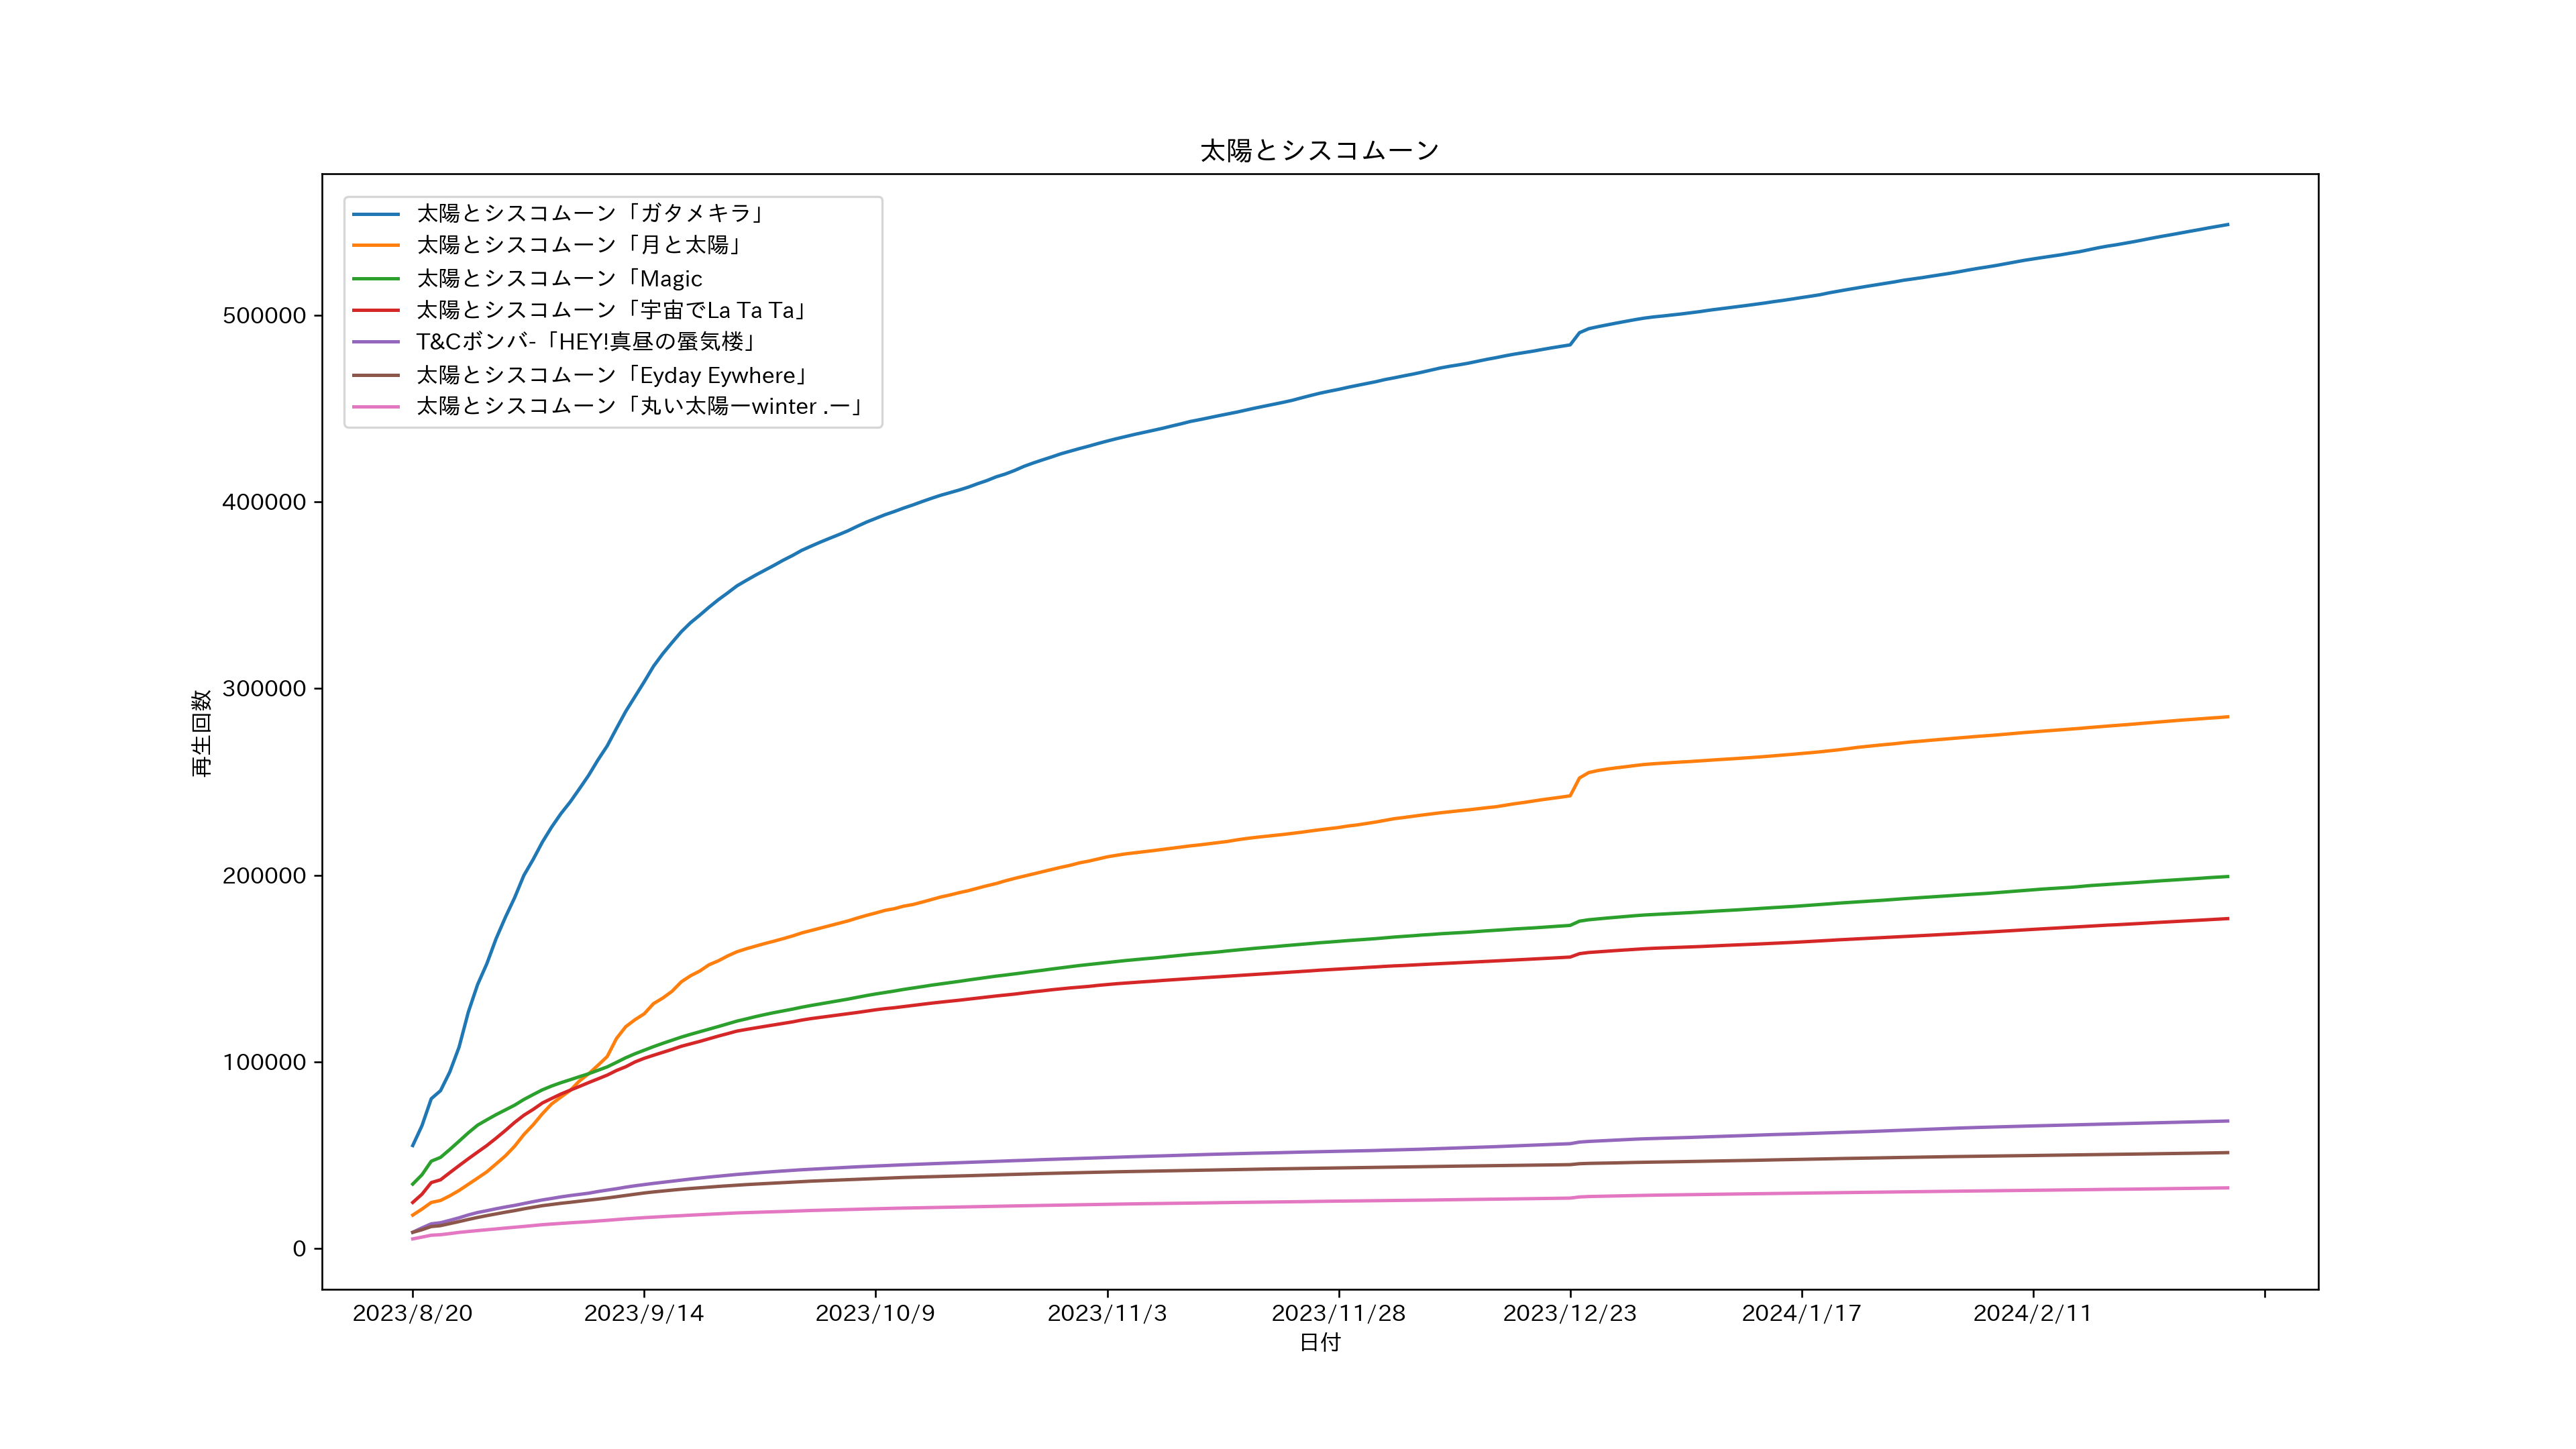 太陽とシスコムーン
太陽とシスコムーン「ガタメキラ」
太陽とシスコムーン「月と太陽」
太陽とシスコムーン「Magic
太陽とシスコムーン「宇宙でLa Ta Ta」
T&Cボンバ-「HEY!真昼の蜃気楼」
太陽とシスコムーン「Eyday Eywhere」
太陽とシスコムーン「丸い太陽ーwinter .ー」
500000
400000
300000
200000
100000
0
再生回数
2023/8/20 2023/9/14 2023/10/9 2023/11/3 2023/11/28 2023/12/23 2024/1/17 2024/2/11
日付